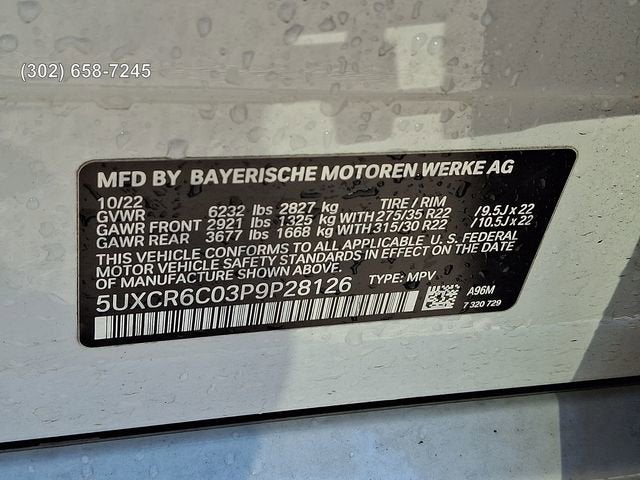 (302) 658-7245
MFD BY BAYERISCHE MOTOREN WERKE AG
10/22 TIRE / RIM
GVWR 6232 lbs 2827 kg
GAWR FRONT 2921 lbs 1325 kg WITH 275/35 R22 / 9.5J x 22
GAWR REAR 3677 lbs 1668 kg WITH 315/30 R22 / 10.5J x 22
THIS VEHICLE CONFORMS TO ALL APPLICABLE U.S. FEDERAL
MOTOR VEHICLE SAFETY STANDARDS IN EFFECT ON THE DATE
OF MANUFACTURE SHOWN ABOVE.
5UXCR6C03P9P28126 TYPE: MPV
A96M
7 320 729